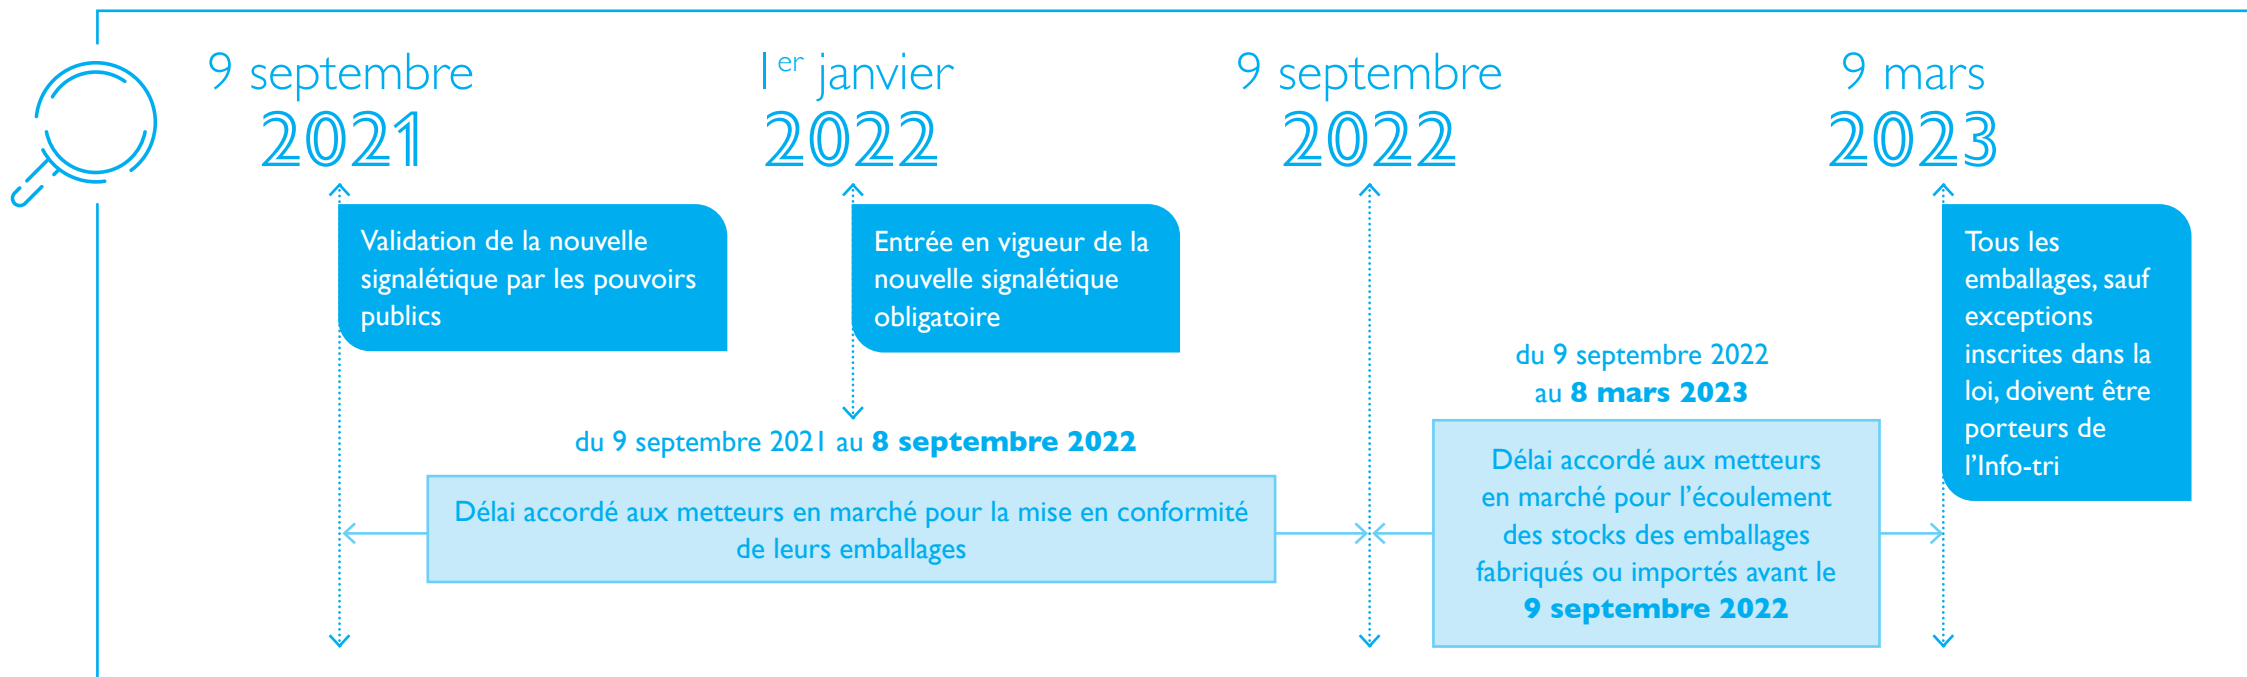 9 septembre
2021
1er janvier
2022
9 septembre
2022
9 mars
2023
Validation de la nouvelle
signalétique par les pouvoirs
publics
Entrée en vigueur de la
nouvelle signalétique
obligatoire
Tous les
emballages, sauf
exceptions
inscrites dans la
loi, doivent être
porteurs de
l’Info-tri
du 9 septembre 2021 au 8 septembre 2022
Délai accordé aux metteurs en marché pour la mise en conformité
de leurs emballages
du 9 septembre 2022
au 8 mars 2023
Délai accordé aux metteurs
en marché pour l’écoulement
des stocks des emballages
fabriqués ou importés avant le
9 septembre 2022